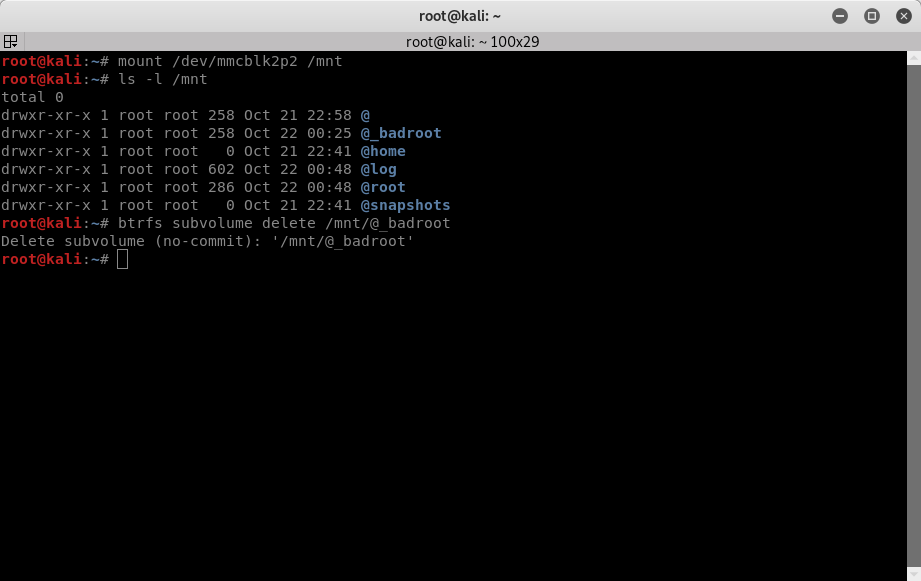 root@kali: ~
root@kali: ~ 100x29
root@kali:~# mount /dev/mmcblk2p2 /mnt
root@kali:~# ls -l /mnt
total 0
drwxr-xr-x 1 root root 258 Oct 21 22:58 @
drwxr-xr-x 1 root root 258 Oct 22 00:25 @_badroot
drwxr-xr-x 1 root root   0 Oct 21 22:41 @home
drwxr-xr-x 1 root root 602 Oct 22 00:48 @log
drwxr-xr-x 1 root root 286 Oct 22 00:48 @root
drwxr-xr-x 1 root root   0 Oct 21 22:41 @snapshots
root@kali:~# btrfs subvolume delete /mnt/@_badroot
Delete subvolume (no-commit): '/mnt/@_badroot'
root@kali:~#